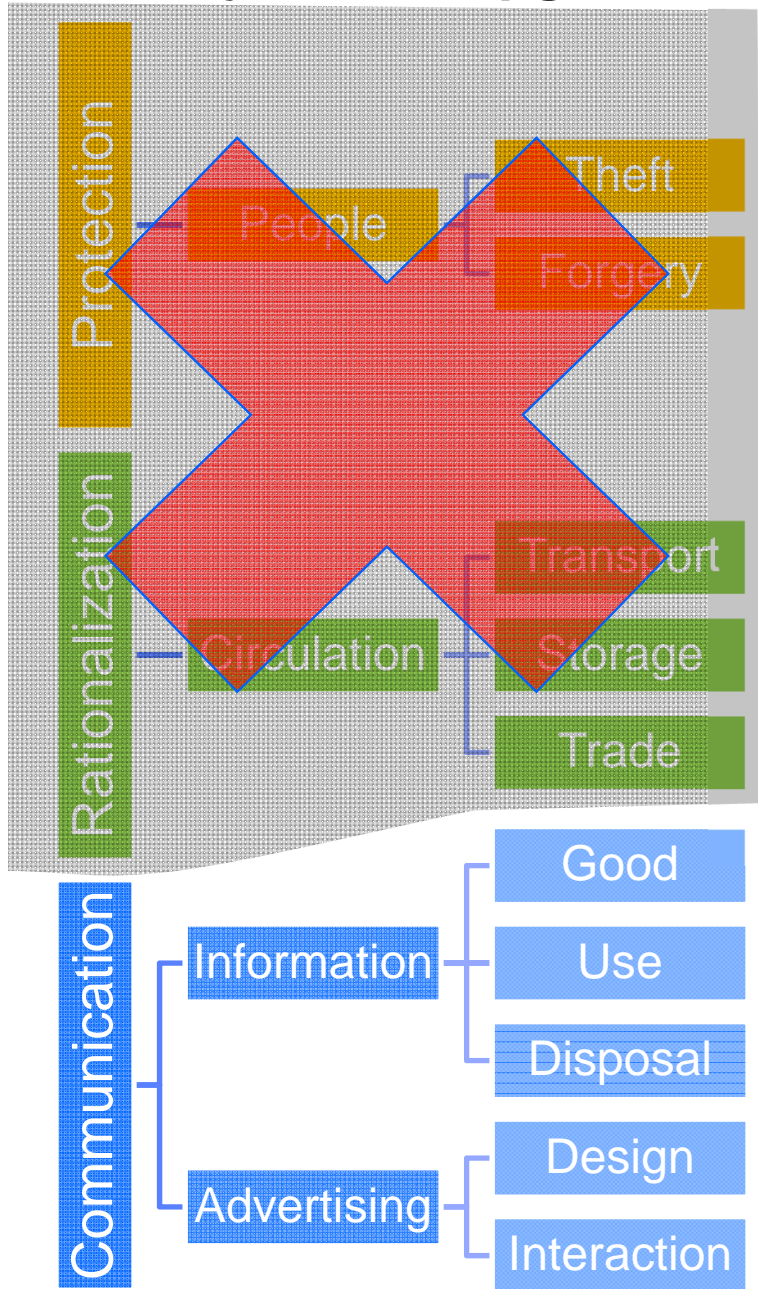 Protection
People
Theft
Forgery
Rationalization
Circulation
Transport
Storage
Trade
Communication
Information
Good
Use
Disposal
Advertising
Design
Interaction